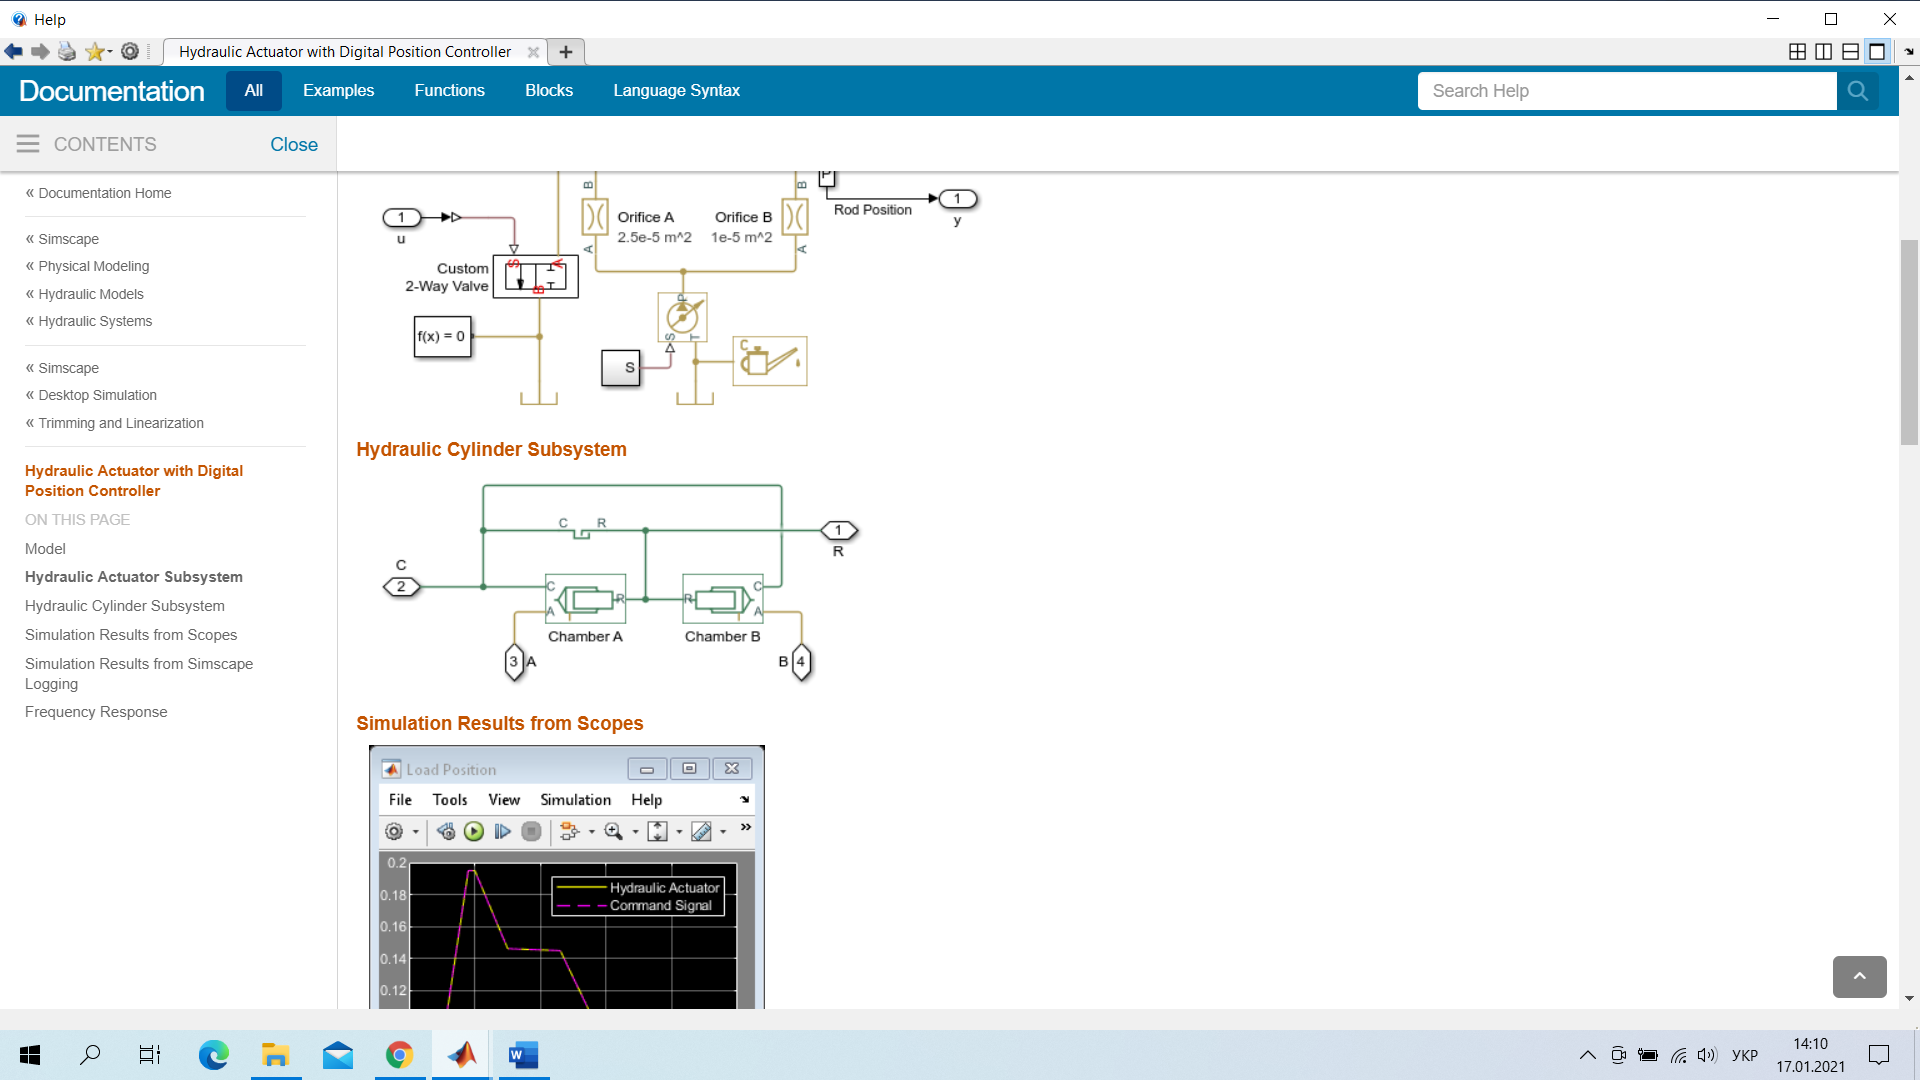 Help
Hydraulic Actuator with Digital Position Controller
Documentation
All
Examples
Functions
Blocks
Language Syntax
Search Help
CONTENTS
Close
« Documentation Home
« Simscape
« Physical Modeling
« Hydraulic Models
« Hydraulic Systems
« Simscape
« Desktop Simulation
« Trimming and Linearization
Hydraulic Actuator with Digital
Position Controller
ON THIS PAGE
Model
Hydraulic Actuator Subsystem
Hydraulic Cylinder Subsystem
Simulation Results from Scopes
Simulation Results from Simscape
Logging
Frequency Response
P
B
B
1
u
Orifice A
2.5e-5 m^2
Orifice B
1e-5 m^2
Rod Position
1
y
A
A
Custom
2-Way Valve
S
A
B
P
f(x) = 0
S
S
T
C
Hydraulic Cylinder Subsystem
C
R
1
R
C
2
C
R
R
C
A
A
Chamber A
Chamber B
3
A
B
4
Simulation Results from Scopes
Load Position
File
Tools
View
Simulation
Help
0.2
0.18
0.16
0.14
0.12
Hydraulic Actuator
Command Signal
УКР
14:10
17.01.2021